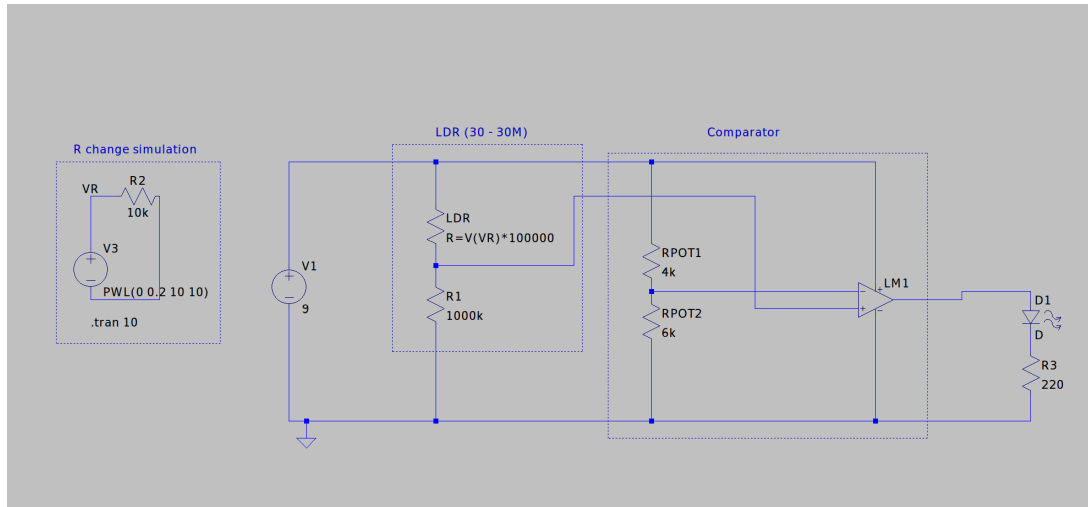 R change simulation
VR
R2
10k
V3
PWL(0 0.2 10 10)
.tran 10
V1
9
LDR (30 - 30M)
LDR
R=V(VR)*100000
R1
1000k
Comparator
RPOT1
4k
RPOT2
6k
LM1
D1
D
R3
220